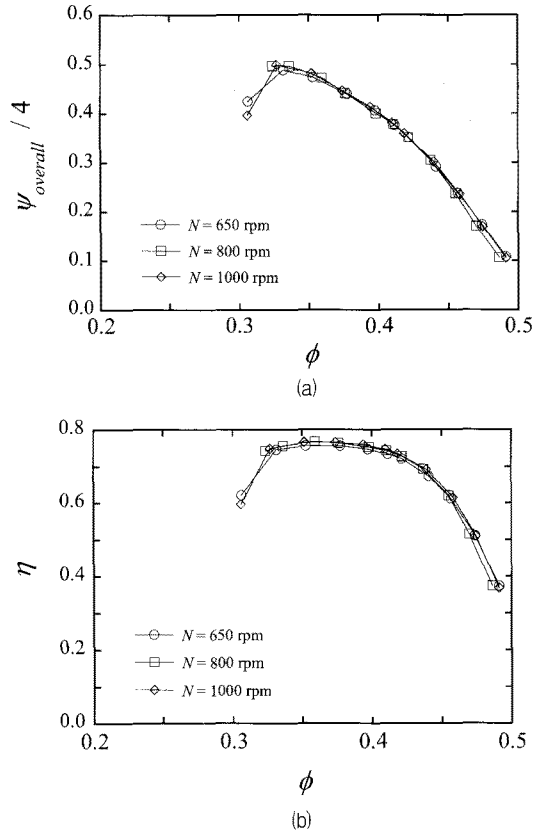 0.6
0.5
0.4
0.3
0.2
0.1
0.0
ψoverall / 4
N = 650 rpm
N = 800 rpm
N = 1000 rpm
0.2 0.3 0.4 0.5
ϕ
(a)
0.8
0.6
0.4
0.2
0.0
η
N = 650 rpm
N = 800 rpm
N = 1000 rpm
0.2 0.3 0.4 0.5
ϕ
(b)